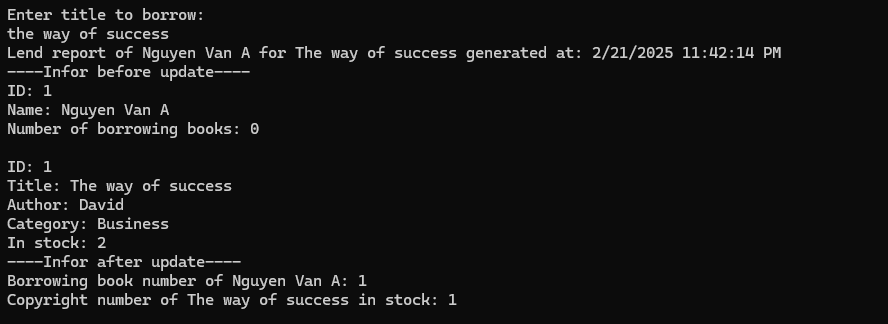 Enter title to borrow:
the way of success
Lend report of Nguyen Van A for The way of success generated at: 2/21/2025 11:42:14 PM
----Infor before update----
ID: 1
Name: Nguyen Van A
Number of borrowing books: 0

ID: 1
Title: The way of success
Author: David
Category: Business
In stock: 2
----Infor after update----
Borrowing book number of Nguyen Van A: 1
Copyright number of The way of success in stock: 1